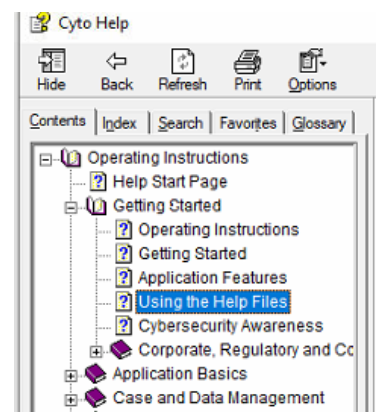 Cyto Help
Hide Back Refresh Print Options
Contents Index Search Favorites Glossary
Operating Instructions
Help Start Page
Getting Started
Operating Instructions
Getting Started
Application Features
Using the Help Files
Cybersecurity Awareness
Corporate, Regulatory and Co
Application Basics
Case and Data Management